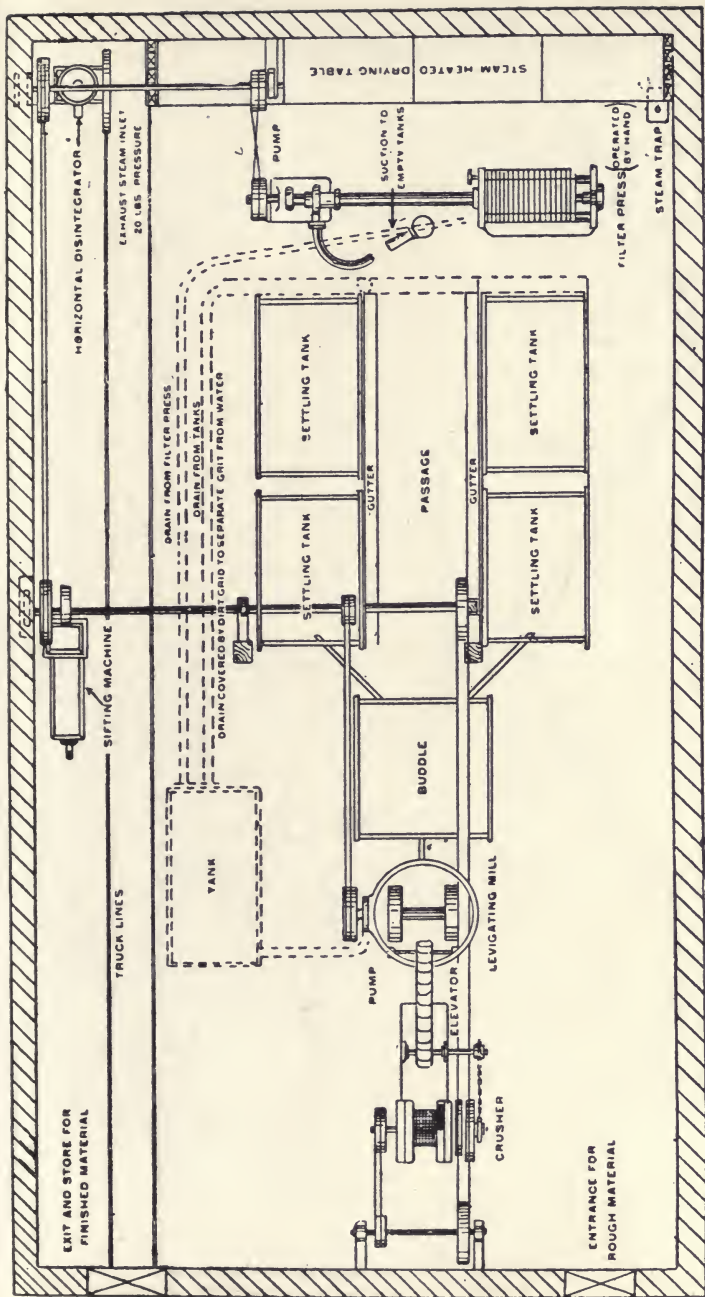 STEAM HEATED DRYING TABLE
HORIZONTAL DISINTEGRATOR
EXHAUST STEAM INLET
20 LBS PRESSURE
PUMP
SUCTION TO
EMPTY TANKS
FILTER PRESS (OPERATED
BY HAND)
STEAM TRAP
DRAIN FROM FILTER PRESS
DRAIN FROM TANKS
DRAIN COVERED BY DIRT GRID TO SEPARATE GRIT FROM WATER
SETTLING TANK
SETTLING TANK
GUTTER
PASSAGE
GUTTER
SETTLING TANK
SETTLING TANK
SIFTING MACHINE
BUDDLE
TANK
TRUCK LINES
PUMP
LEVIGATING MILL
ELEVATOR
CRUSHER
EXIT AND STORE FOR
FINISHED MATERIAL
ENTRANCE FOR
ROUGH MATERIAL